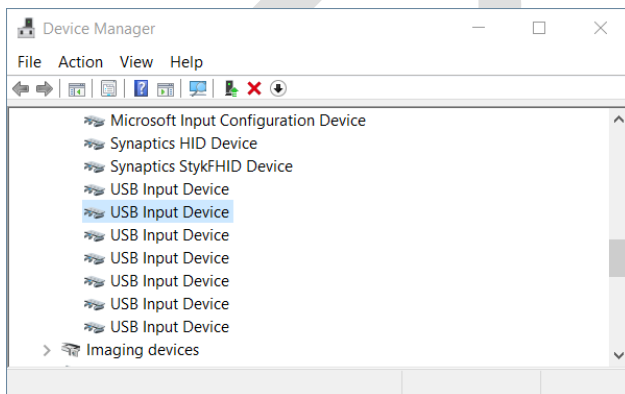 Device Manager
File Action View Help
Microsoft Input Configuration Device
Synaptics HID Device
Synaptics StykFHID Device
USB Input Device
USB Input Device
USB Input Device
USB Input Device
USB Input Device
USB Input Device
USB Input Device
Imaging devices